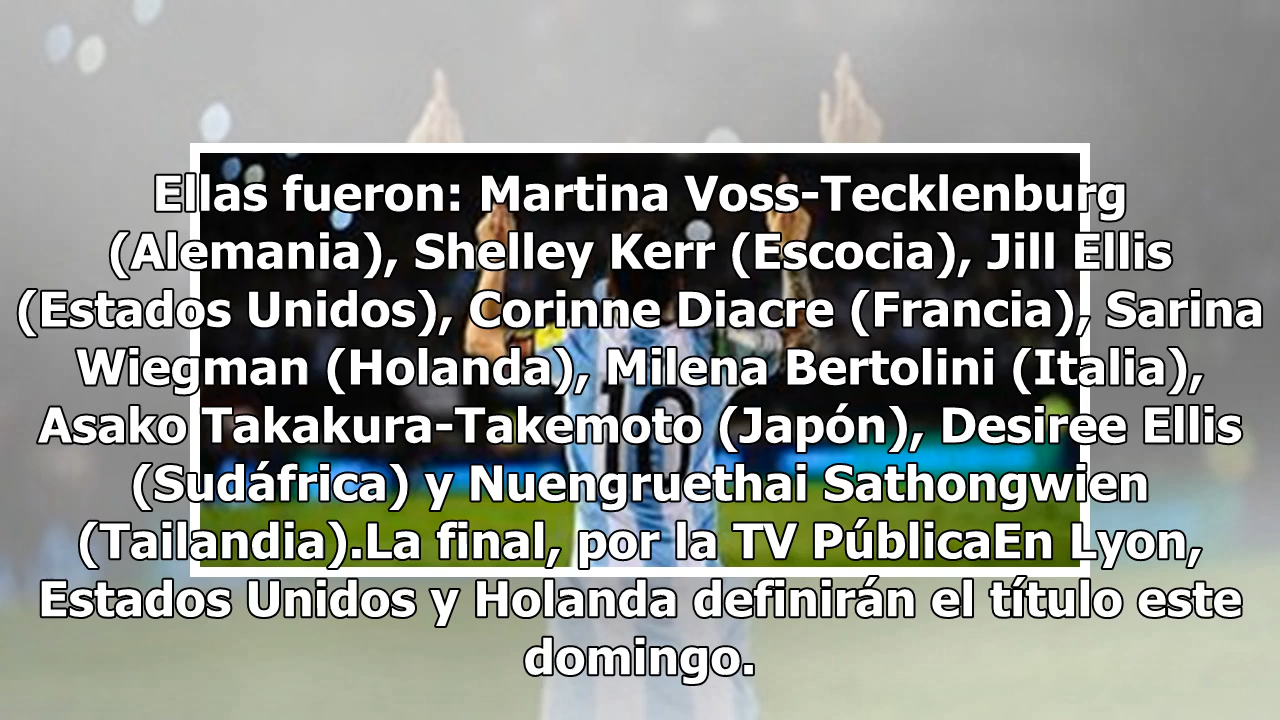 Ellas fueron: Martina Voss-Tecklenburg
(Alemania), Shelley Kerr (Escocia), Jill Ellis
(Estados Unidos), Corinne Diacre (Francia), Sarina
Wiegman (Holanda), Milena Bertolini (Italia),
Asako Takakura-Takemoto (Japón), Desiree Ellis
(Sudáfrica) y Nuengruethai Sathongwien
(Tailandia).La final, por la TV PúblicaEn Lyon,
Estados Unidos y Holanda definirán el título este
domingo.
10